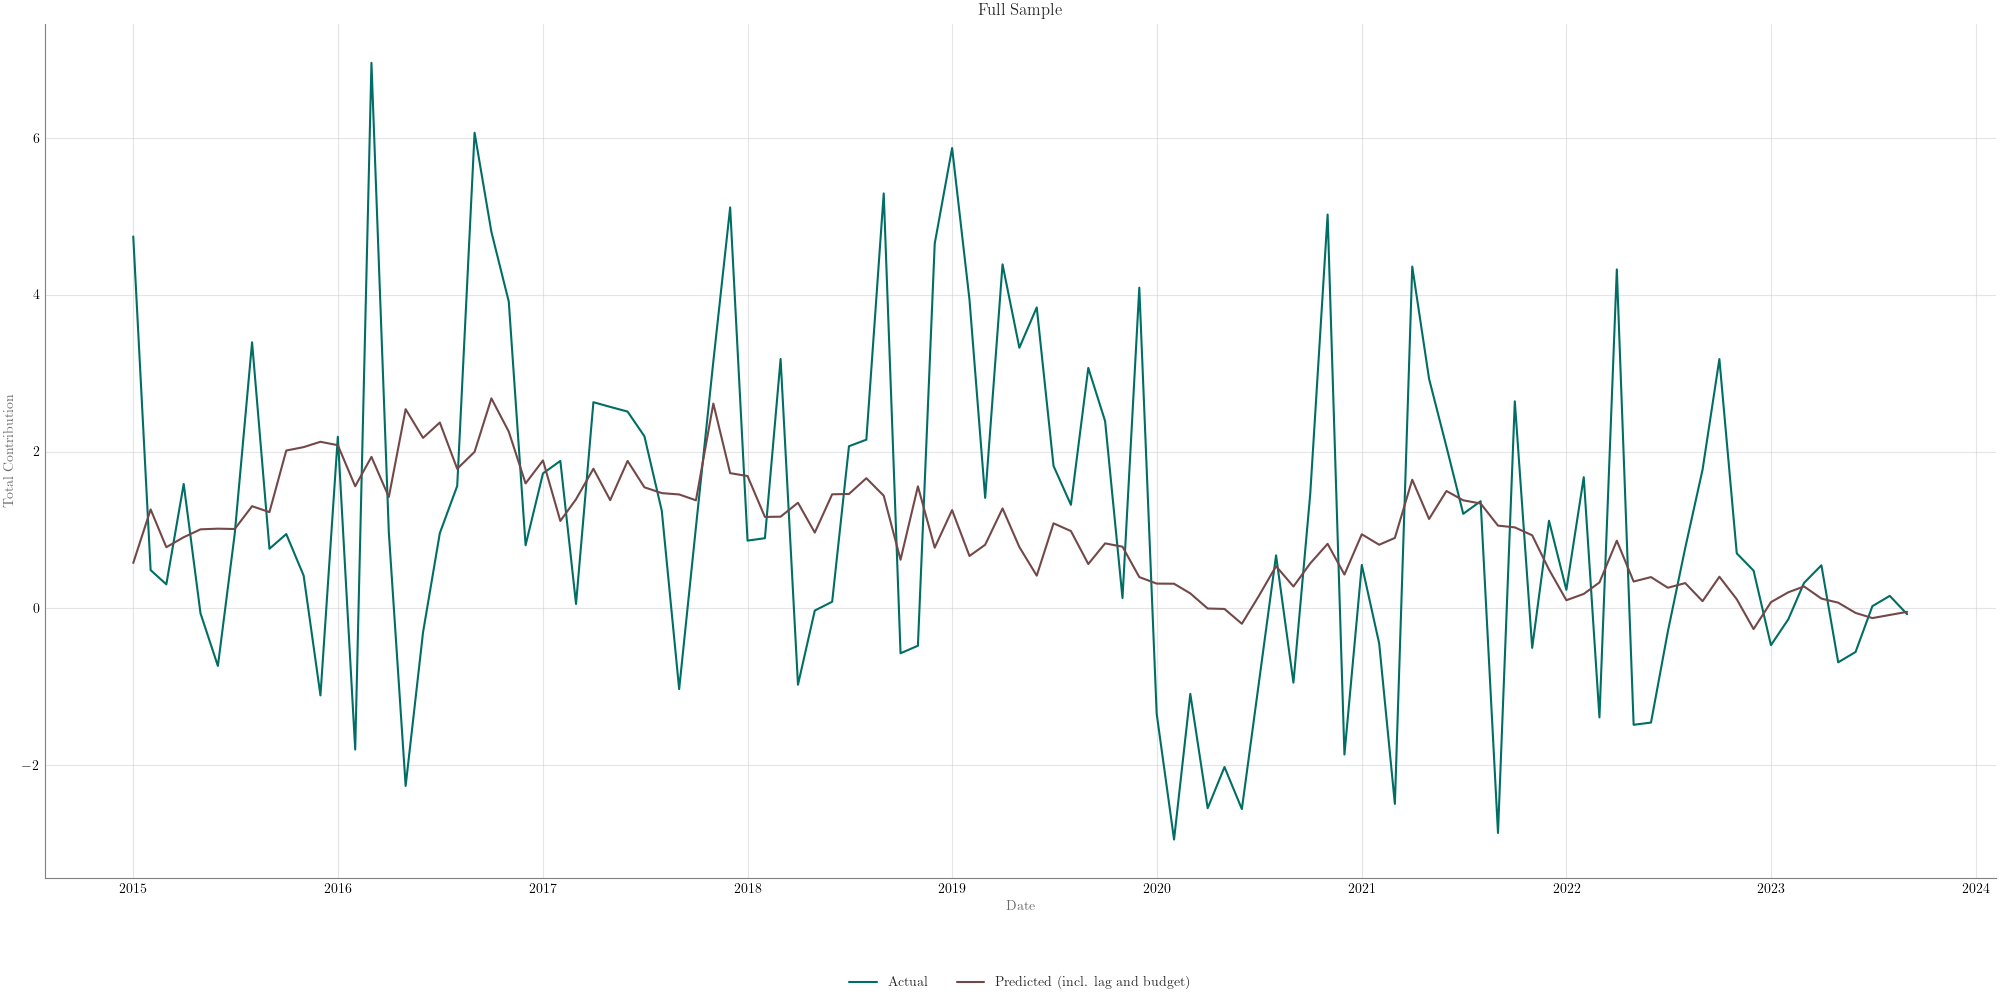 Full Sample
Total Contribution
6
4
2
0
−2
2015 2016 2017 2018 2019 2020 2021 2022 2023 2024
Date
Actual Predicted (incl. lag and budget)